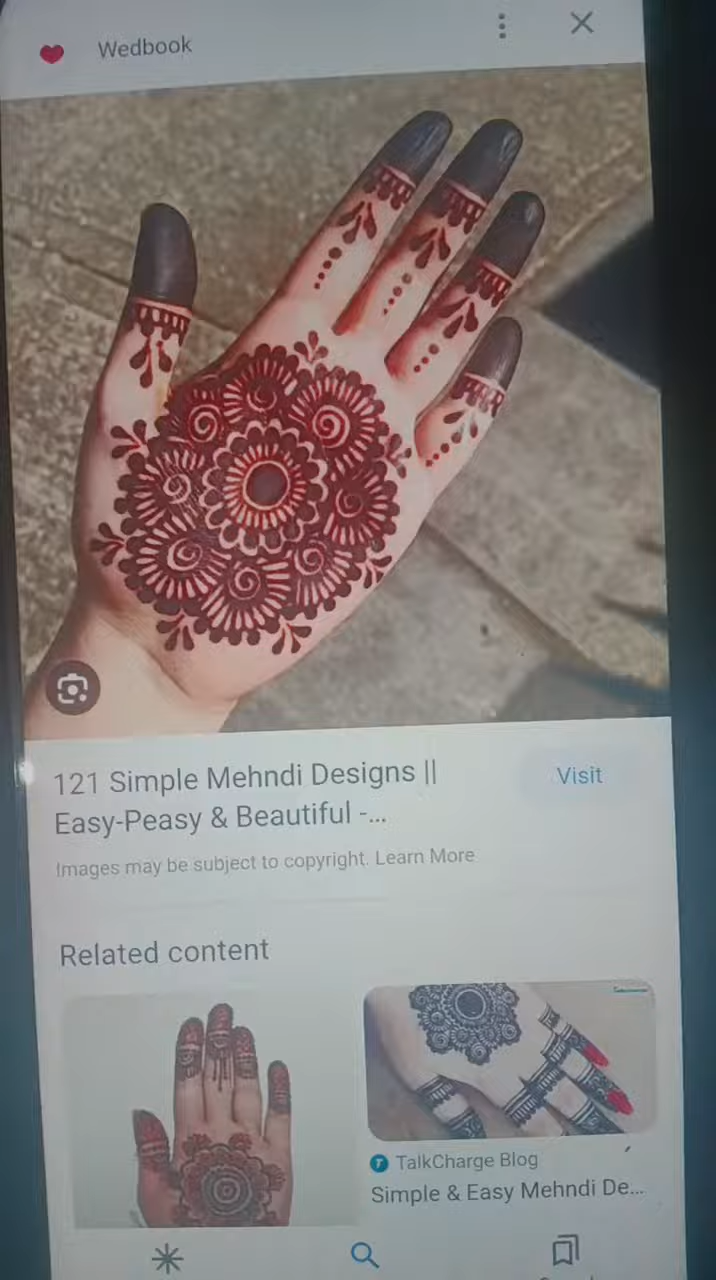 Wedbook
121 Simple Mehndi Designs ||
Easy-Peasy & Beautiful -...
Images may be subject to copyright. Learn More
Visit
Related content
TalkCharge Blog
Simple & Easy Mehndi De...